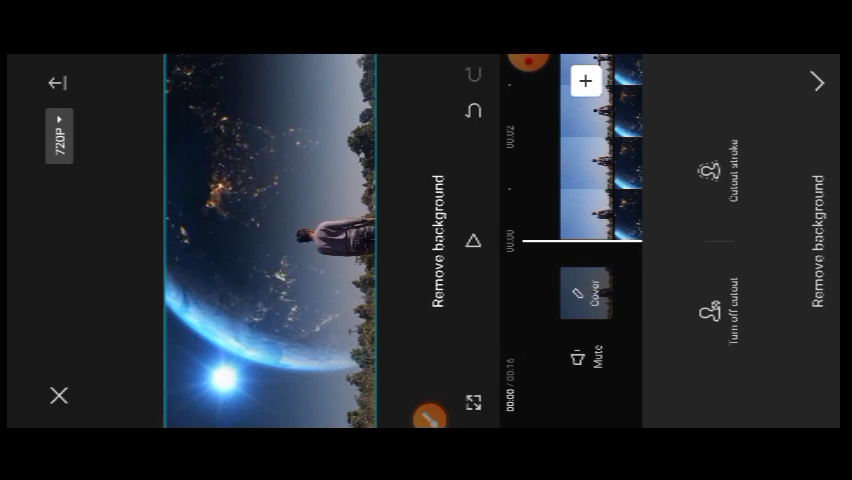 720P
Remove background
00:00 / 00:16
00:00
00:02
Mute
Cover
Turn off cutout
Cutout stroke
Remove background